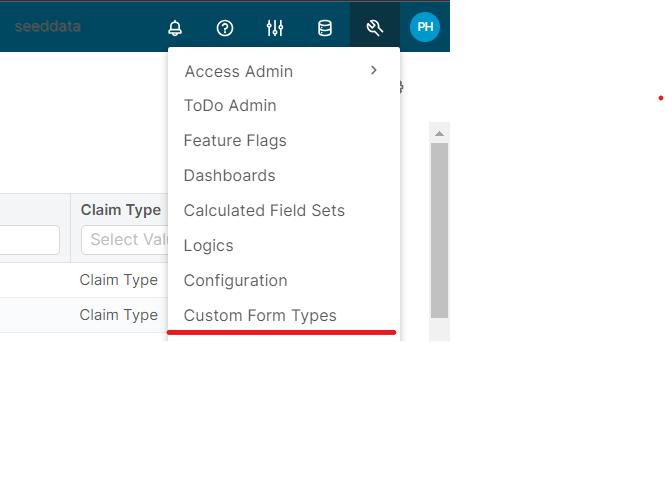 seeddata
PH
Access Admin
ToDo Admin
Feature Flags
Dashboards
Calculated Field Sets
Logics
Configuration
Custom Form Types
Claim Type
Select Val
Claim Type
Claim Type